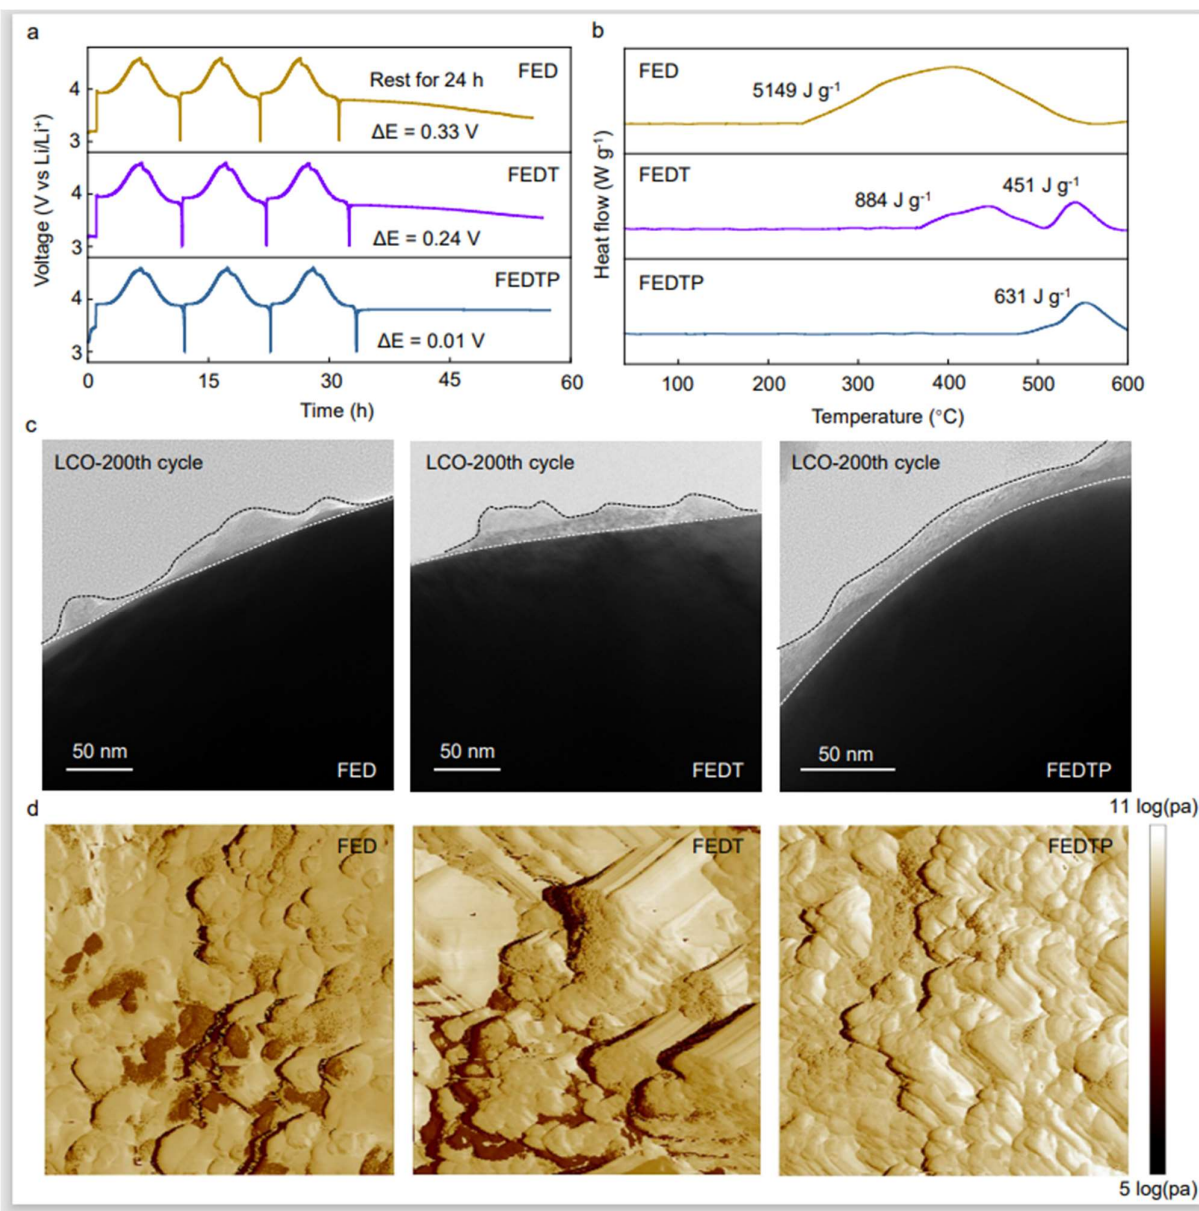 a
Voltage (V vs Li/Li⁺)
4
3
4
3
4
3
FED
Rest for 24 h
ΔE = 0.33 V
FEDT
ΔE = 0.24 V
FEDTP
ΔE = 0.01 V
0 15 30 45 60
Time (h)
b
Heat flow (W g⁻¹)
FED
5149 J g⁻¹
FEDT
884 J g⁻¹
451 J g⁻¹
FEDTP
631 J g⁻¹
100 200 300 400 500 600
Temperature (°C)
c
LCO-200th cycle
50 nm
FED
LCO-200th cycle
50 nm
FEDT
LCO-200th cycle
50 nm
FEDTP
d
FED
FEDT
FEDTP
11 log(pa)
5 log(pa)